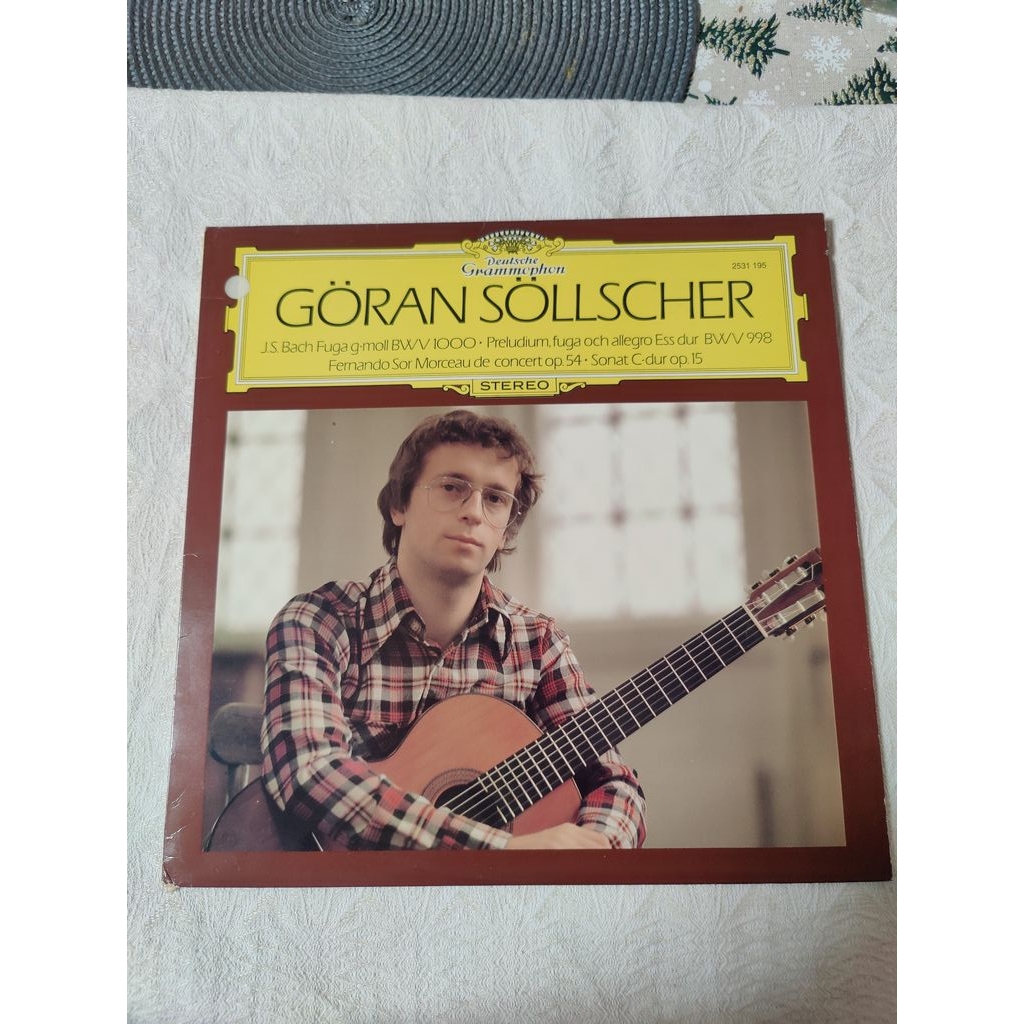 Deutsche
Grammophon
2531 195
GÖRAN SÖLLSCHER
J.S. Bach Fuga g-moll BWV 1000 • Preludium, fuga och allegro Ess dur BWV 998
Fernando Sor Morceau de concert op. 54 • Sonat C-dur op. 15
STEREO